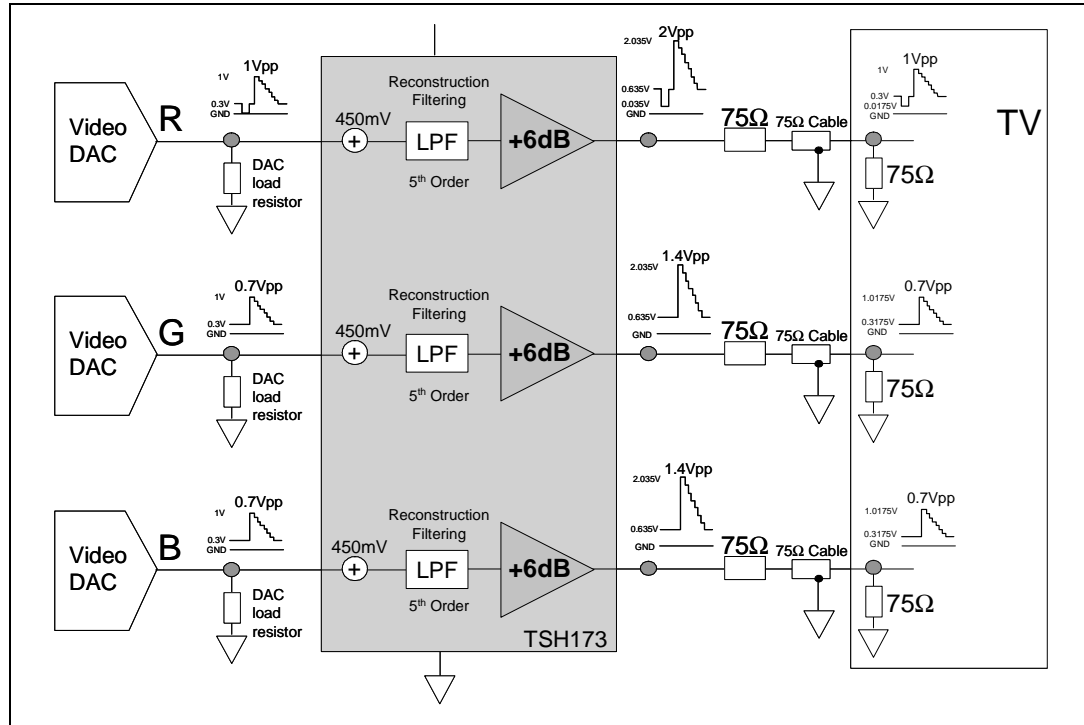 1Vpp
1V
0.3V
GND
Video
DAC
R
DAC
load
resistor
450mV
+
Reconstruction
Filtering
LPF
5th Order
+6dB
2Vpp
2.035V
0.635V
0.035V
GND
75Ω
75Ω Cable
1Vpp
1V
0.3V
0.0175V
GND
75Ω
TV
0.7Vpp
1V
0.3V
GND
Video
DAC
G
DAC
load
resistor
450mV
+
Reconstruction
Filtering
LPF
5th Order
+6dB
1.4Vpp
2.035V
0.635V
GND
75Ω
75Ω Cable
0.7Vpp
1.0175V
0.3175V
GND
75Ω
0.7Vpp
1V
0.3V
GND
Video
DAC
B
DAC
load
resistor
450mV
+
Reconstruction
Filtering
LPF
5th Order
+6dB
1.4Vpp
2.035V
0.635V
GND
75Ω
75Ω Cable
0.7Vpp
1.0175V
0.3175V
GND
75Ω
TSH173